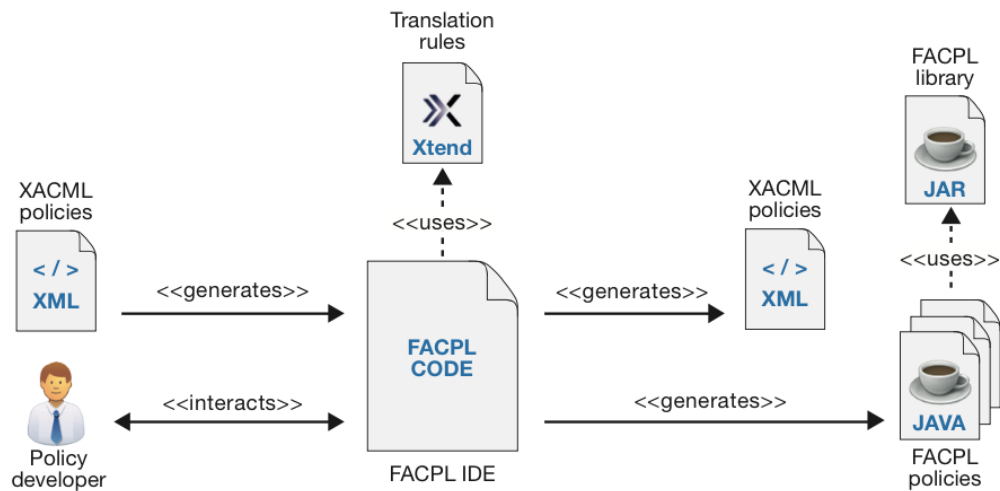 Translation
rules
Xtend
FACPL
library
JAR
XACML
policies
</>
XML
<<uses>>
XACML
policies
</>
XML
<<uses>>
<<generates>>
<<generates>>
FACPL
CODE
<<interacts>>
<<generates>>
JAVA
Policy
developer
FACPL IDE
FACPL
policies